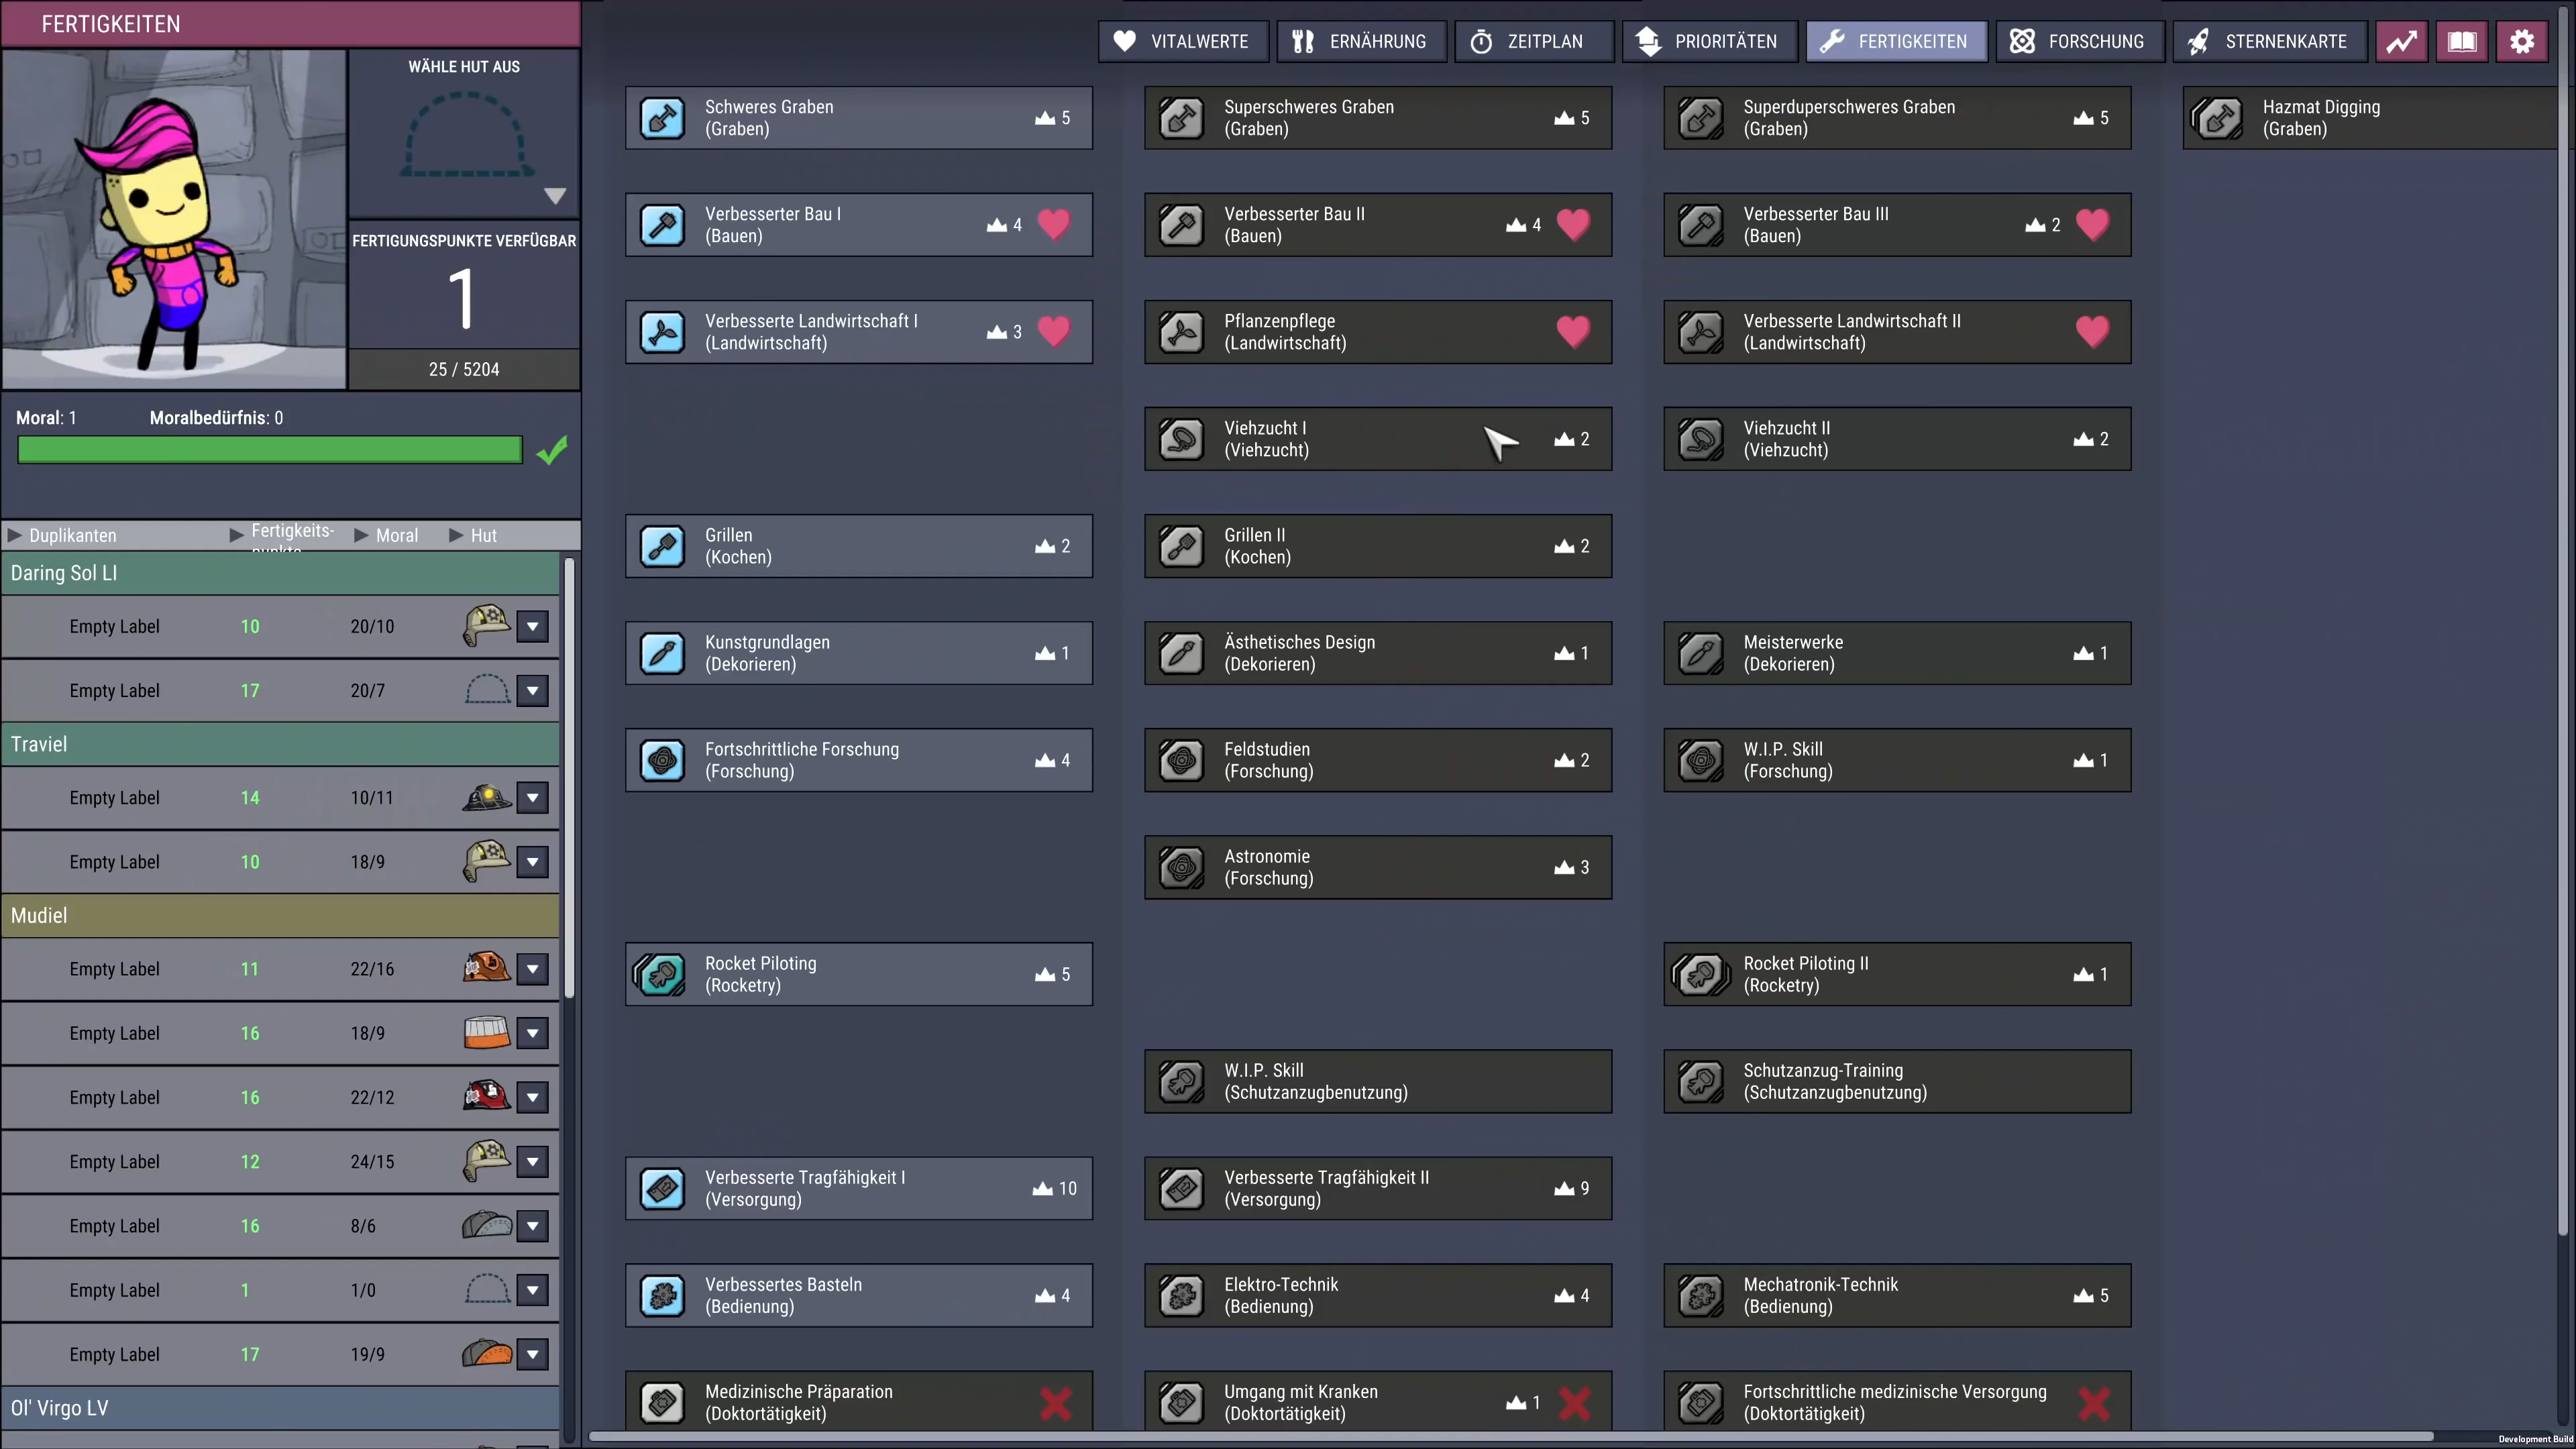 FERTIGKEITEN
VITALWERTE
ERNÄHRUNG
ZEITPLAN
PRIORITÄTEN
FERTIGKEITEN
FORSCHUNG
STERNENKARTE
WÄHLE HUT AUS
FERTIGUNGSPUNKTE VERFÜGBAR
1
25 / 5204
Moral: 1 Moralbedürfnis: 0
Duplikanten
Fertigkeits-
punkte
Moral
Hut
Daring Sol LI
Empty Label 10 20/10
Empty Label 17 20/7
Traviel
Empty Label 14 10/11
Empty Label 10 18/9
Mudiel
Empty Label 11 22/16
Empty Label 16 18/9
Empty Label 16 22/12
Empty Label 12 24/15
Empty Label 16 8/6
Empty Label 1 1/0
Empty Label 17 19/9
Ol' Virgo LV
Schweres Graben
(Graben)
5
Superschweres Graben
(Graben)
5
Superduperschweres Graben
(Graben)
5
Hazmat Digging
(Graben)
Verbesserter Bau I
(Bauen)
4
Verbesserter Bau II
(Bauen)
4
Verbesserter Bau III
(Bauen)
2
Verbesserte Landwirtschaft I
(Landwirtschaft)
3
Pflanzenpflege
(Landwirtschaft)
Verbesserte Landwirtschaft II
(Landwirtschaft)
Viehzucht I
(Viehzucht)
2
Viehzucht II
(Viehzucht)
2
Grillen
(Kochen)
2
Grillen II
(Kochen)
2
Kunstgrundlagen
(Dekorieren)
1
Ästhetisches Design
(Dekorieren)
1
Meisterwerke
(Dekorieren)
1
Fortschrittliche Forschung
(Forschung)
4
Feldstudien
(Forschung)
2
W.I.P. Skill
(Forschung)
1
Astronomie
(Forschung)
3
Rocket Piloting
(Rocketry)
5
Rocket Piloting II
(Rocketry)
1
W.I.P. Skill
(Schutzanzugbenutzung)
Schutzanzug-Training
(Schutzanzugbenutzung)
Verbesserte Tragfähigkeit I
(Versorgung)
10
Verbesserte Tragfähigkeit II
(Versorgung)
9
Verbessertes Basteln
(Bedienung)
4
Elektro-Technik
(Bedienung)
4
Mechatronik-Technik
(Bedienung)
5
Medizinische Präparation
(Doktortätigkeit)
Umgang mit Kranken
(Doktortätigkeit)
1
Fortschrittliche medizinische Versorgung
(Doktortätigkeit)
Development Build